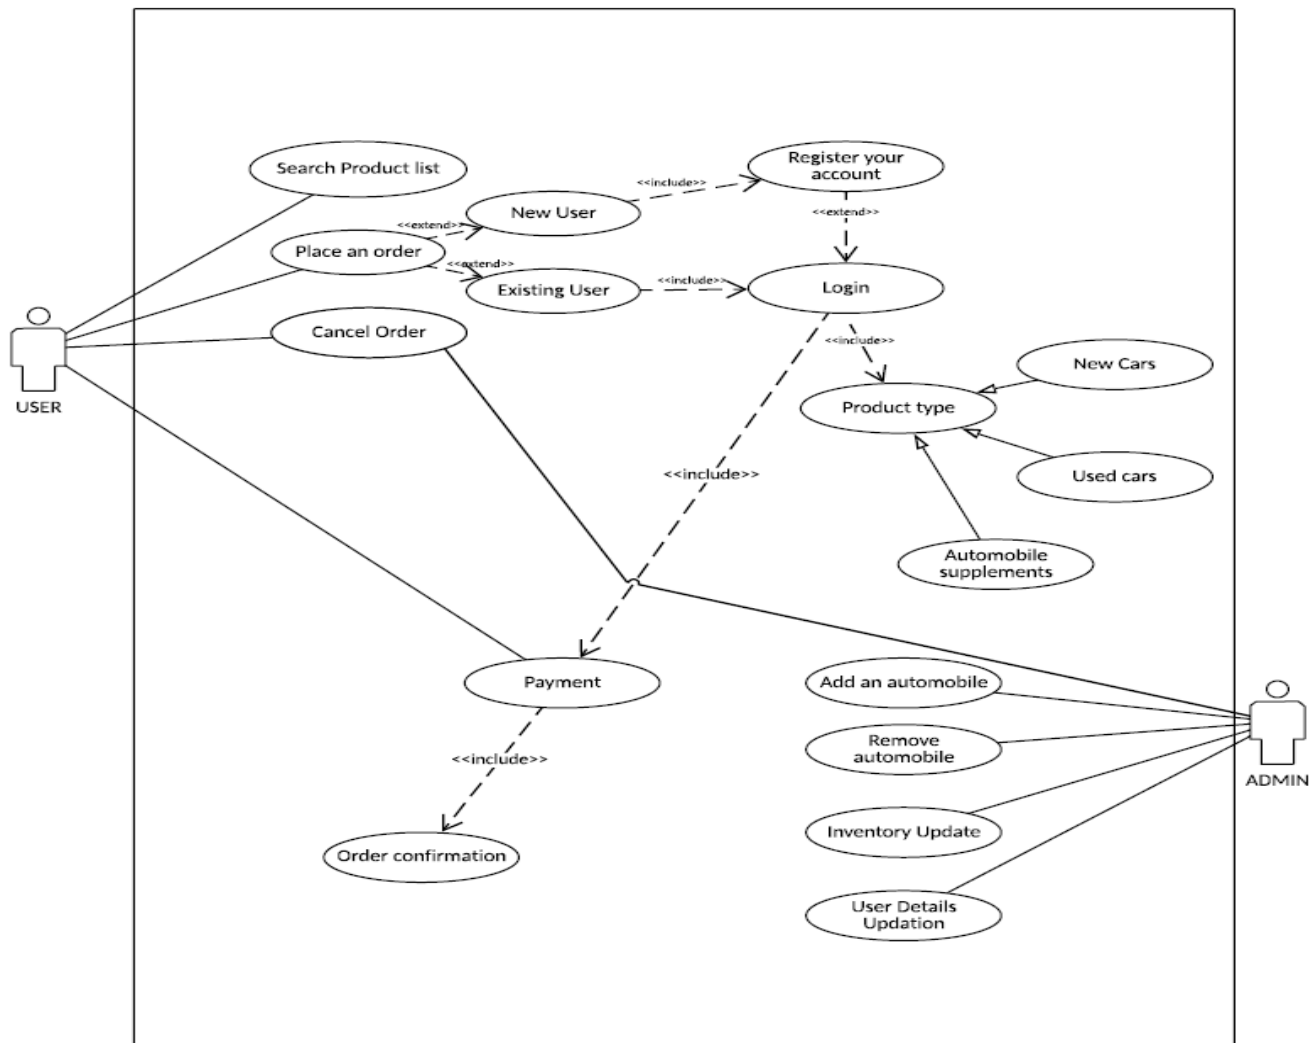 Search Product list
Register your
account
<<include>>
New User
<<extend>>
<<extend>>
Place an order
<<extend>>
Existing User
<<include>>
Login
Cancel Order
<<include>>
New Cars
USER
Product type
<<include>>
Used cars
Automobile
supplements
Payment
Add an automobile
Remove
automobile
<<include>>
ADMIN
Inventory Update
Order confirmation
User Details
Updation